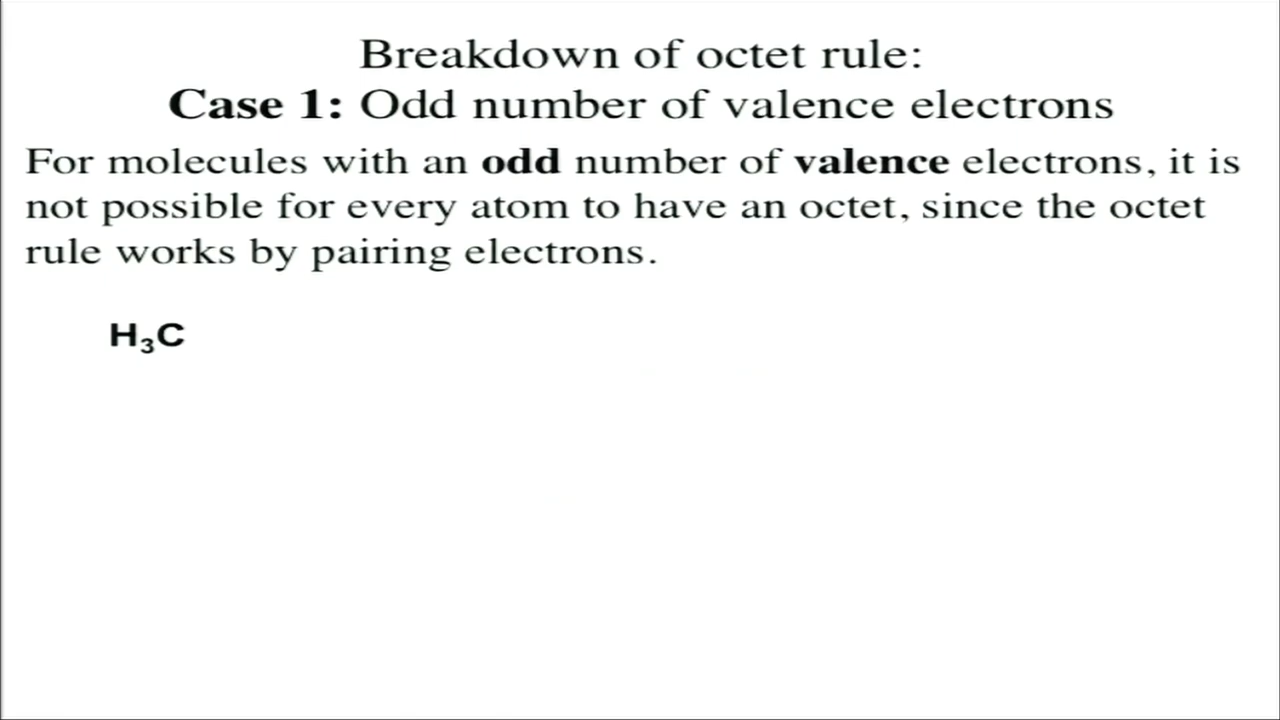 Breakdown of octet rule:
Case 1: Odd number of valence electrons
For molecules with an odd number of valence electrons, it is
not possible for every atom to have an octet, since the octet
rule works by pairing electrons.
H₃C